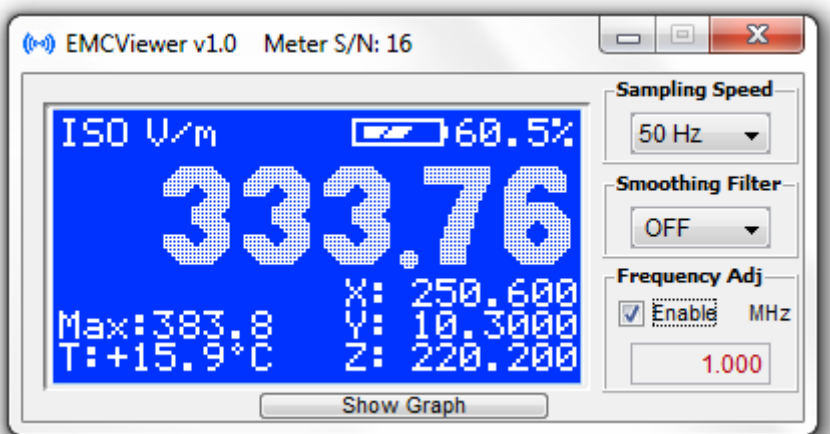 EMCViewer v1.0 Meter S/N: 16
ISO V/m 60.5%
333.76
X: 250.600
Max:383.8 Y: 10.3000
T:+15.9°C Z: 220.200
Show Graph
Sampling Speed
50 Hz
Smoothing Filter
OFF
Frequency Adj
Enable MHz
1.000